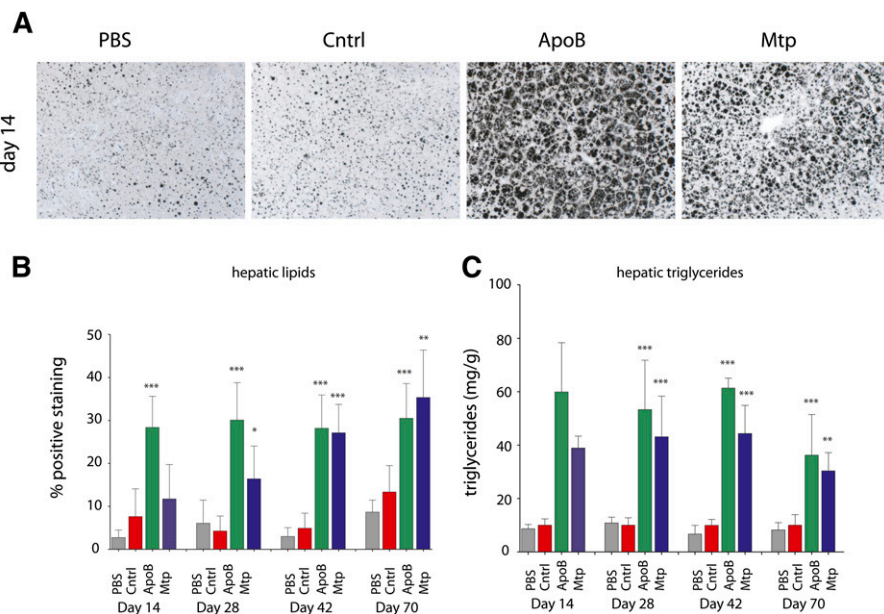 A
PBS Cntrl ApoB Mtp
day 14
B
hepatic lipids
% positive staining
50
40
30
20
10
0
***
***
*
***
***
***
**
PBS Cntrl ApoB Mtp PBS Cntrl ApoB Mtp PBS Cntrl ApoB Mtp PBS Cntrl ApoB Mtp
Day 14 Day 28 Day 42 Day 70
C
hepatic triglycerides
triglycerides (mg/g)
100
80
60
40
20
0
***
***
***
***
***
**
PBS Cntrl ApoB Mtp PBS Cntrl ApoB Mtp PBS Cntrl ApoB Mtp PBS Cntrl ApoB Mtp
Day 14 Day 28 Day 42 Day 70